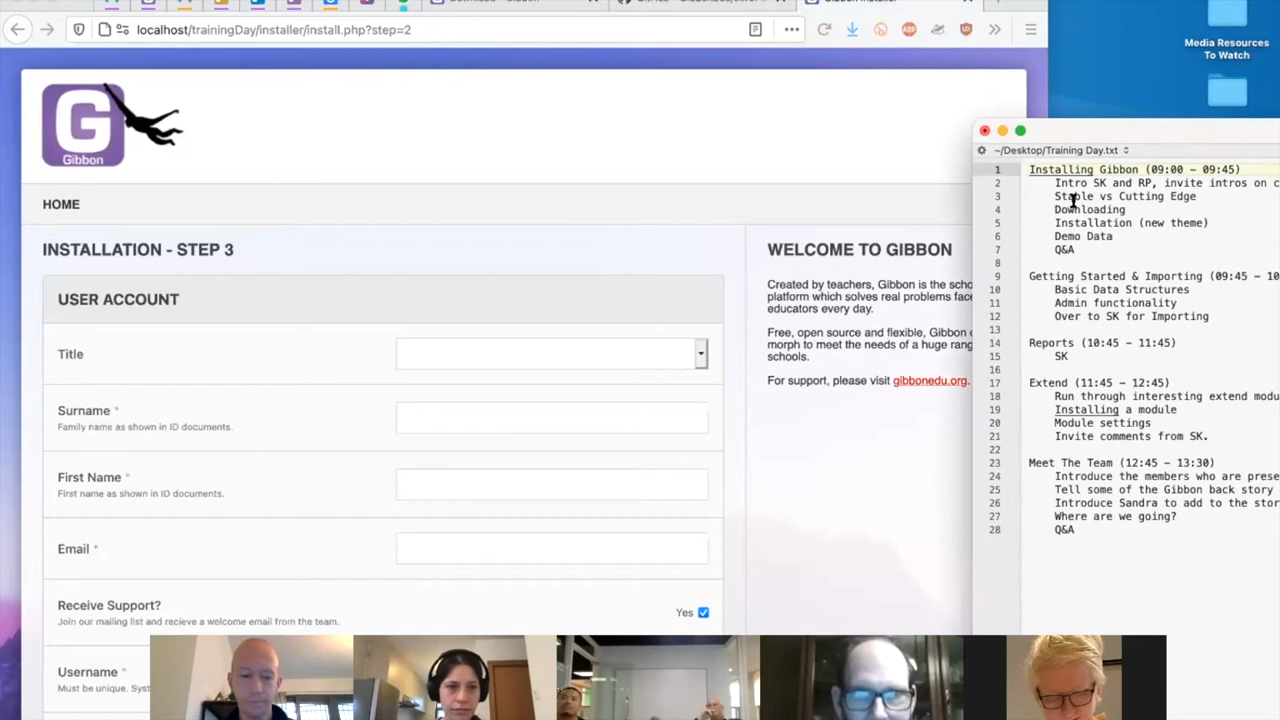 localhost/trainingDay/installer/install.php?step=2
Media Resources
To Watch
G
Gibbon
HOME
INSTALLATION - STEP 3
USER ACCOUNT
Title
Surname *
Family name as shown in ID documents.
First Name *
First name as shown in ID documents.
Email *
Receive Support?
Join our mailing list and recieve a welcome email from the team.
Yes
Username *
Must be unique.
WELCOME TO GIBBON
Created by teachers, Gibbon is the
platform which solves real problems
educators every day.
Free, open source and flexible, Gibbon
morph to meet the needs of a huge
schools.
For support, please visit gibbonedu.org.
~/Desktop/Training Day.txt
1 Installing Gibbon (09:00 - 09:45)
2 Intro SK and RP, invite intros on
3 Stable vs Cutting Edge
4 Downloading
5 Installation (new theme)
6 Demo Data
7 Q&A
8
9 Getting Started & Importing (09:45 - 10
10 Basic Data Structures
11 Admin functionality
12 Over to SK for Importing
13
14 Reports (10:45 - 11:45)
15 SK
16
17 Extend (11:45 - 12:45)
18 Run through interesting extend
19 Installing a module
20 Module settings
21 Invite comments from SK.
22
23 Meet The Team (12:45 - 13:30)
24 Introduce the members who are
25 Tell some of the Gibbon back story
26 Introduce Sandra to add to the
27 Where are we going?
28 Q&A